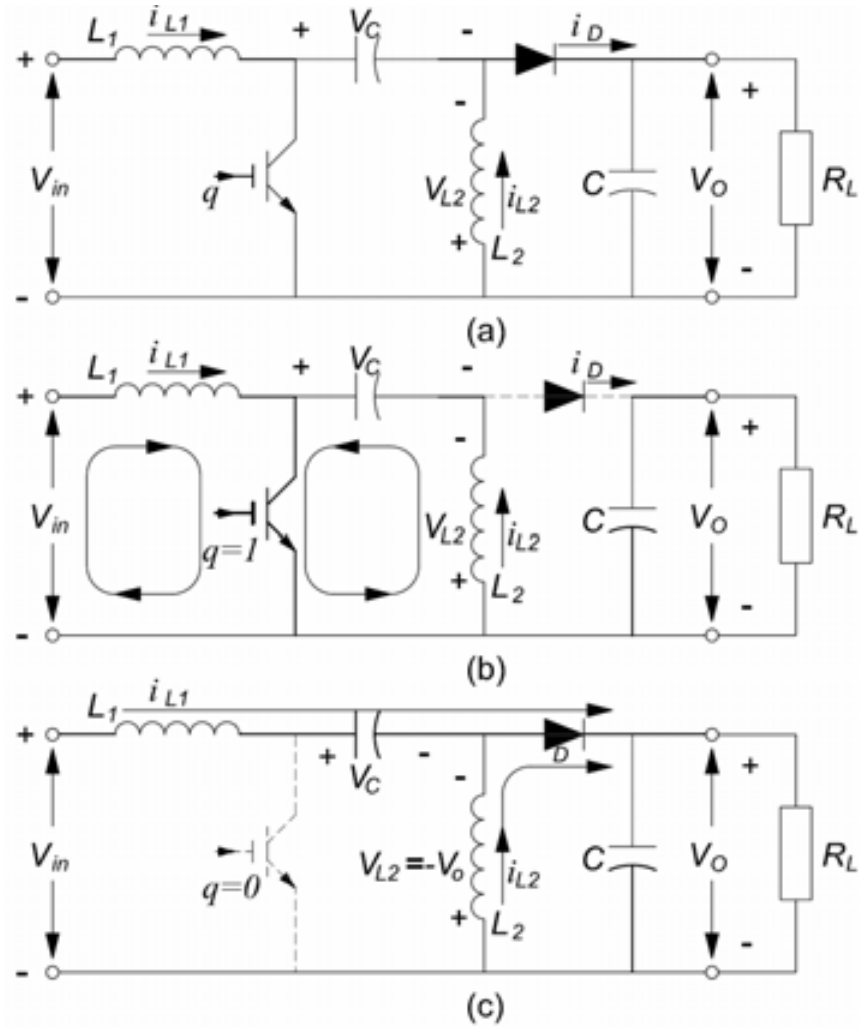 L1 iL1 + VC - iD
+ - +
Vin q VL2 iL2 C VO RL
+ L2
- -
(a)
L1 iL1 + VC - iD
+ - +
Vin q=1 VL2 iL2 C VO RL
+ L2
- -
(b)
L1 iL1
+ + VC - D - +
Vin q=0 VL2=-Vo iL2 C VO RL
+ L2
- -
(c)